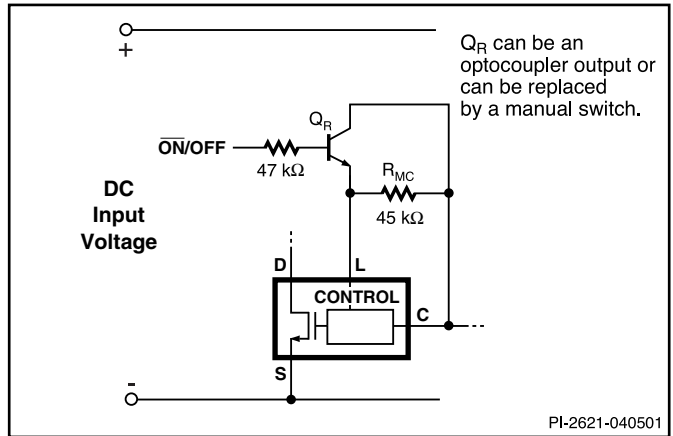 +
Q_R can be an
optocoupler output or
can be replaced
by a manual switch.
Q_R
ON/OFF
47 kΩ
R_MC
45 kΩ
DC
Input
Voltage
D
L
CONTROL
C
S
-
PI-2621-040501